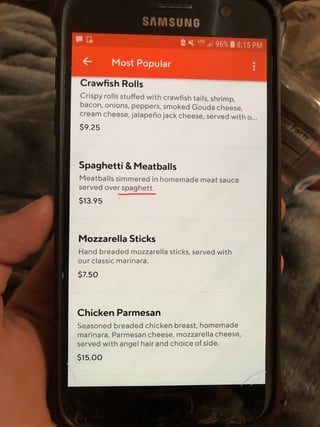 SAMSUNG
LTE 96% 8:15 PM
Most Popular
Crawfish Rolls
Crispy rolls stuffed with crawfish tails, shrimp,
bacon, onions, peppers, smoked Gouda cheese,
cream cheese, jalapeño jack cheese, served with o...
$9.25
Spaghetti & Meatballs
Meatballs simmered in homemade meat sauce
served over spaghett.
$13.95
Mozzarella Sticks
Hand breaded mozzarella sticks, served with
our classic marinara.
$7.50
Chicken Parmesan
Seasoned breaded chicken breast, homemade
marinara, Parmesan cheese, mozzarella cheese,
served with angel hair and choice of side.
$15.00